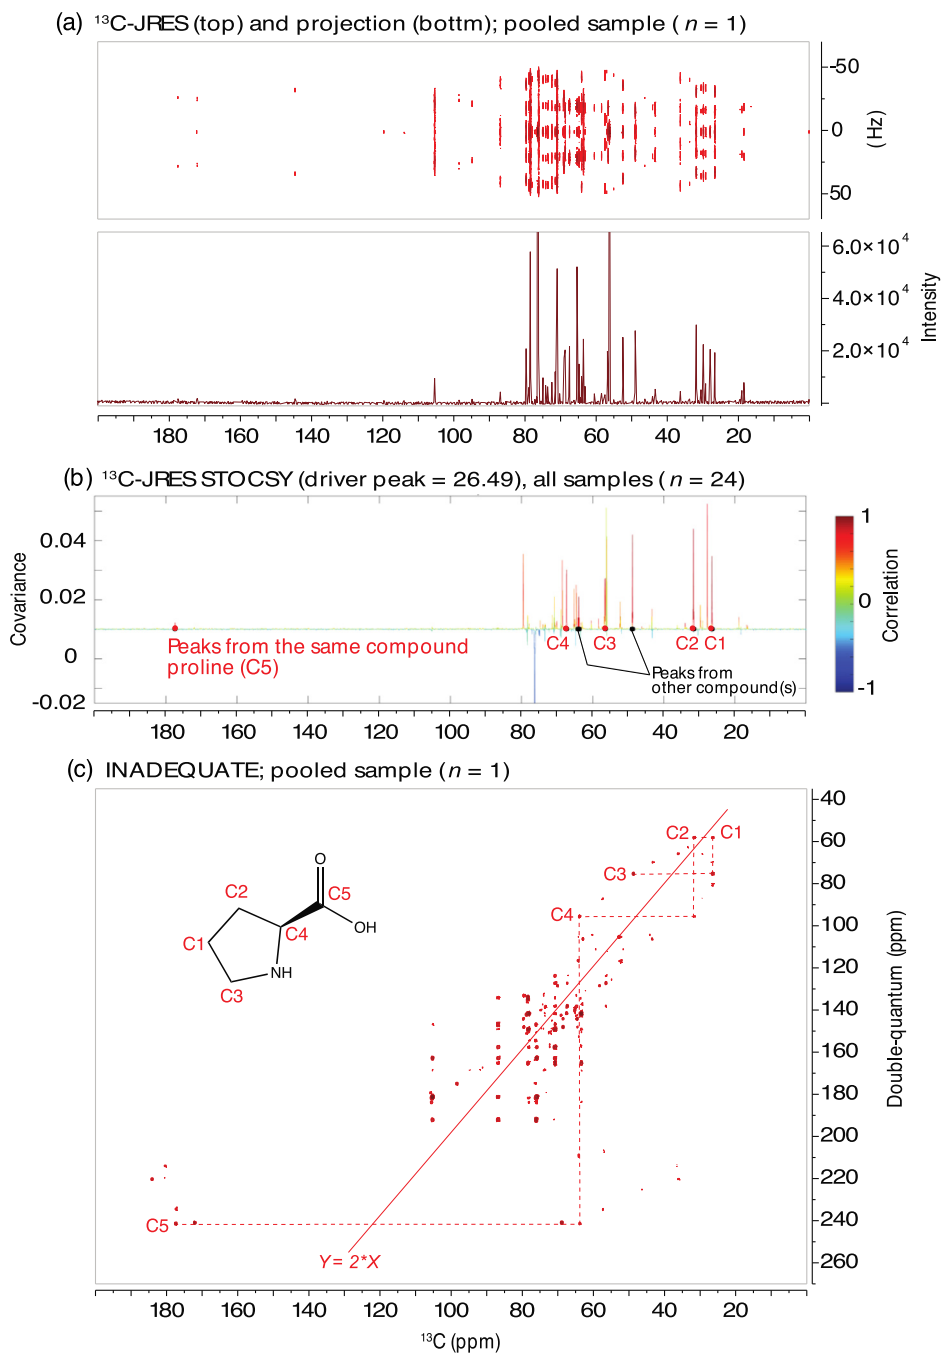 (a) ¹³C-JRES (top) and projection (bottm); pooled sample (n = 1)
-50
0
50
(Hz)
6.0×10⁴
4.0×10⁴
2.0×10⁴
Intensity
180 160 140 120 100 80 60 40 20
(b) ¹³C-JRES STOCSY (driver peak = 26.49), all samples (n = 24)
0.04
0.02
0
-0.02
Covariance
Peaks from the same compound
proline (C5)
C4 C3 C2 C1
Peaks from
other compound(s)
1
0
-1
Correlation
180 160 140 120 100 80 60 40 20
(c) INADEQUATE; pooled sample (n = 1)
C2 C1
C3
C4
C5
O
C2 C5
OH
C4
C1
NH
C3
Y = 2*X
40
60
80
100
120
140
160
180
200
220
240
260
Double-quantum (ppm)
180 160 140 120 100 80 60 40 20
¹³C (ppm)